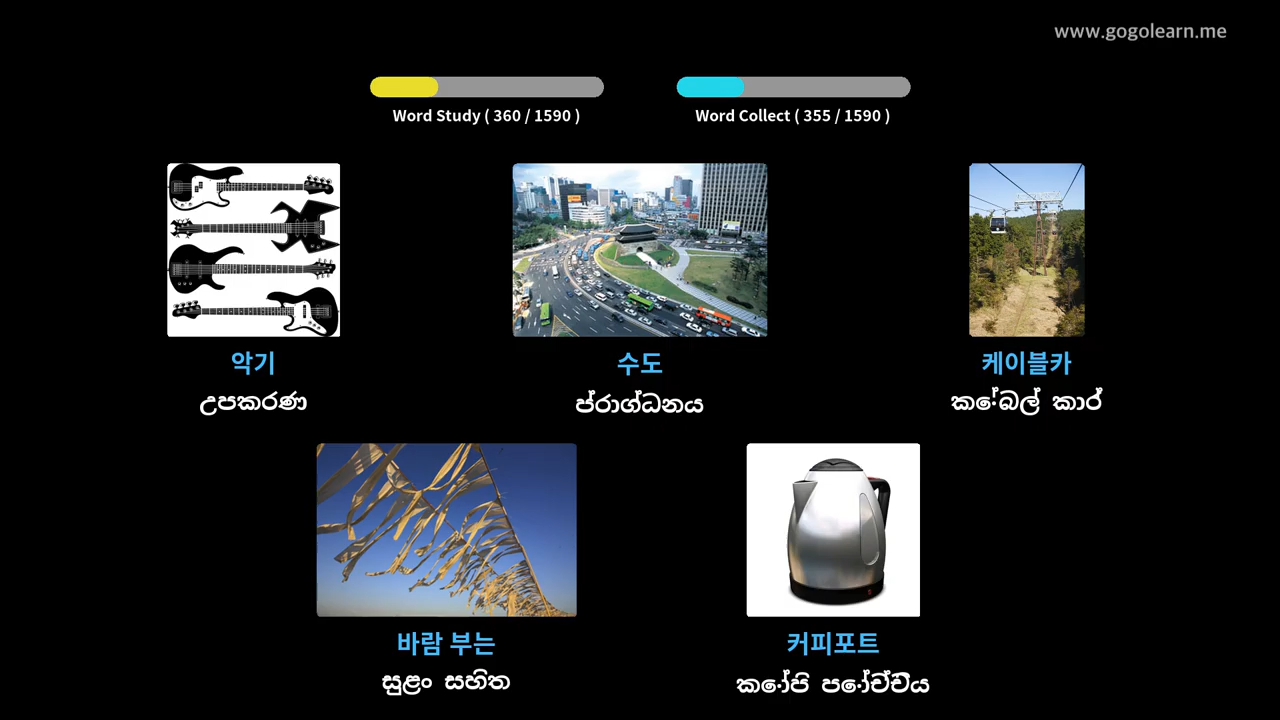 www.gogolearn.me
Word Study ( 360 / 1590 )
Word Collect ( 355 / 1590 )
악기
උපකරණ
수도
ප්රාග්ධනය
케이블카
කේබල් කාර්
바람 부는
සුළං සහිත
커피포트
කෝපි පෝච්චිය